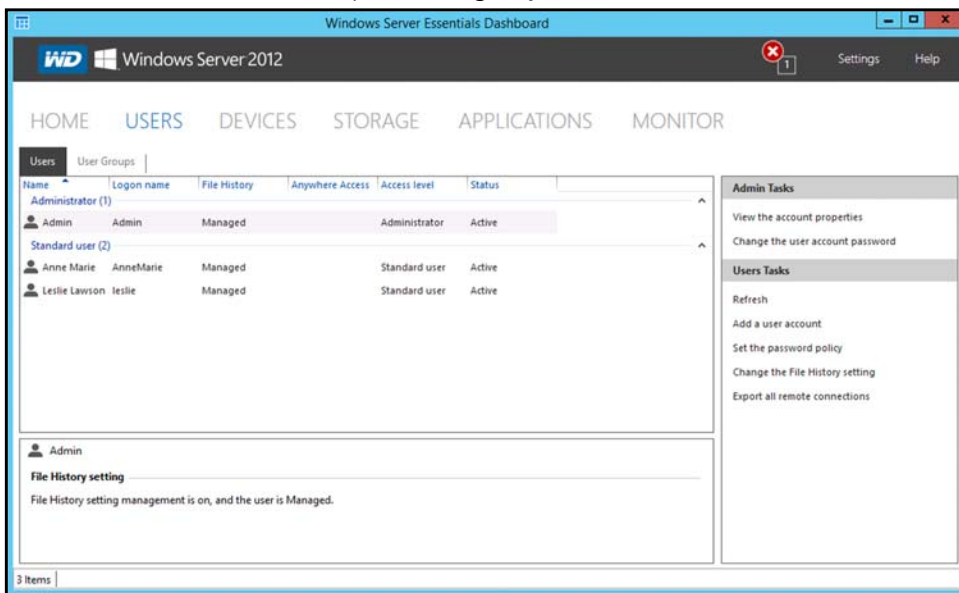 Windows Server Essentials Dashboard
WD Windows Server 2012
1
Settings Help
HOME USERS DEVICES STORAGE APPLICATIONS MONITOR
Users User Groups
Name Logon name File History Anywhere Access Access level Status
Administrator (1)
Admin Admin Managed Administrator Active
Standard user (2)
Anne Marie AnneMarie Managed Standard user Active
Leslie Lawson leslie Managed Standard user Active
Admin Tasks
View the account properties
Change the user account password
Users Tasks
Refresh
Add a user account
Set the password policy
Change the File History setting
Export all remote connections
Admin
File History setting
File History setting management is on, and the user is Managed.
3 Items